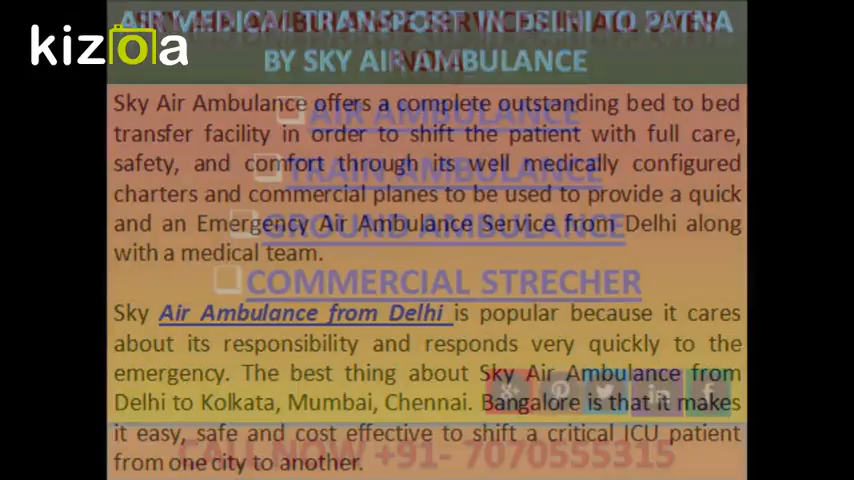 kizoa
AIR MEDICAL TRANSPORT IN DELHI TO PATNA
BY SKY AIR AMBULANCE
Sky Air Ambulance offers a complete outstanding bed to bed
AIR AMBULANCE
transfer facility in order to shift the patient with full care,
safety, and comfort through its well medically configured
TRAIN AMBULANCE
charters and commercial planes to be used to provide a quick
and an Emergency Air Ambulance Service from Delhi along
GROUND AMBULANCE
with a medical team.
COMMERCIAL STRECHER
Sky Air Ambulance from Delhi is popular because it cares
about its responsibility and responds very quickly to the
emergency. The best thing about Sky Air Ambulance from
Delhi to Kolkata, Mumbai, Chennai. Bangalore is that it makes
it easy, safe and cost effective to shift a critical ICU patient
CALL NOW +91- 7070555315
from one city to another.